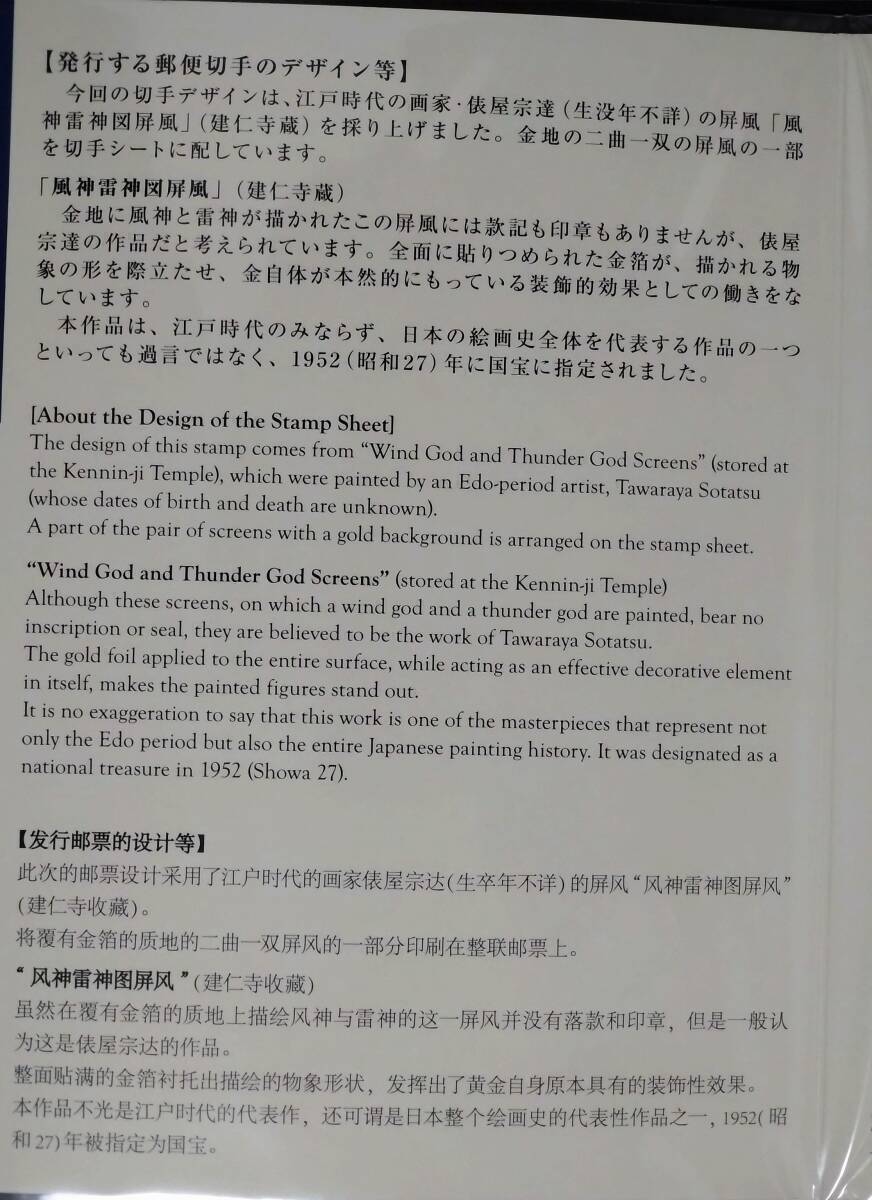 【発行する郵便切手のデザイン等】
今回の切手デザインは、江戸時代の画家・俵屋宗達（生没年不詳）の屏風「風
神雷神図屏風」（建仁寺蔵）を採り上げました。金地の二曲一双の屏風の一部
を切手シートに配しています。
「風神雷神図屏風」（建仁寺蔵）
金地に風神と雷神が描かれたこの屏風には款記も印章もありませんが、俵屋
宗達の作品だと考えられています。全面に貼りつめられた金箔が、描かれる物
象の形を際立たせ、金自体が本然的にもっている装飾的効果としての働きをな
しています。
本作品は、江戸時代のみならず、日本の絵画史全体を代表する作品の一つ
といっても過言ではなく、1952（昭和27）年に国宝に指定されました。
[About the Design of the Stamp Sheet]
The design of this stamp comes from “Wind God and Thunder God Screens” (stored at
the Kennin-ji Temple), which were painted by an Edo-period artist, Tawaraya Sotatsu
(whose dates of birth and death are unknown).
A part of the pair of screens with a gold background is arranged on the stamp sheet.
“Wind God and Thunder God Screens” (stored at the Kennin-ji Temple)
Although these screens, on which a wind god and a thunder god are painted, bear no
inscription or seal, they are believed to be the work of Tawaraya Sotatsu.
The gold foil applied to the entire surface, while acting as an effective decorative element
in itself, makes the painted figures stand out.
It is no exaggeration to say that this work is one of the masterpieces that represent not
only the Edo period but also the entire Japanese painting history. It was designated as a
national treasure in 1952 (Showa 27).
【发行邮票的设计等】
此次的邮票设计采用了江户时代的画家俵屋宗达（生卒年不详）的屏风“风神雷神图屏风”
（建仁寺收藏）。
将覆有金箔的质地的二曲一双屏风的一部分印刷在整联邮票上。
“风神雷神图屏风”（建仁寺收藏）
虽然在覆有金箔的质地上描绘风神与雷神的这一屏风并没有落款和印章，但是一般认
为这是俵屋宗达的作品。
整面贴满的金箔衬托出描绘的物象形状，发挥出了黄金自身原本具有的装饰性效果。
本作品不光是江户时代的代表作，还可谓是日本整个绘画史的代表性作品之一，1952（昭
和27）年被指定为国宝。